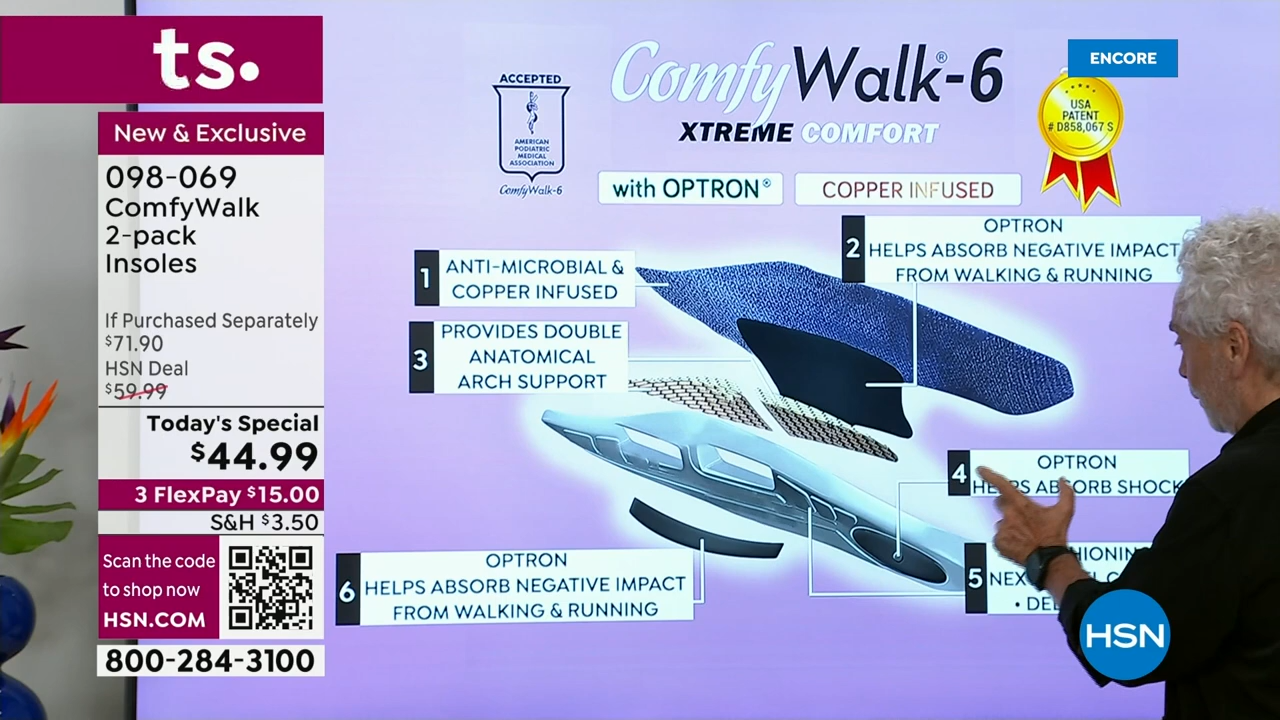 ts.
New & Exclusive
098-069
ComfyWalk
2-pack
Insoles
If Purchased Separately
$71.90
HSN Deal
$59.99
Today's Special
$44.99
3 FlexPay $15.00
S&H $3.50
Scan the code
to shop now
HSN.COM
800-284-3100
ENCORE
ACCEPTED
AMERICAN
PODIATRIC
MEDICAL
ASSOCIATION
ComfyWalk-6
ComfyWalk®-6
XTREME COMFORT
with OPTRON®
COPPER INFUSED
USA
PATENT
# D858,067 S
1
ANTI-MICROBIAL &
COPPER INFUSED
2
OPTRON
HELPS ABSORB NEGATIVE IMPACT
FROM WALKING & RUNNING
3
PROVIDES DOUBLE
ANATOMICAL
ARCH SUPPORT
4
OPTRON
HELPS ABSORB SHOCK
5
6
OPTRON
HELPS ABSORB NEGATIVE IMPACT
FROM WALKING & RUNNING
HSN